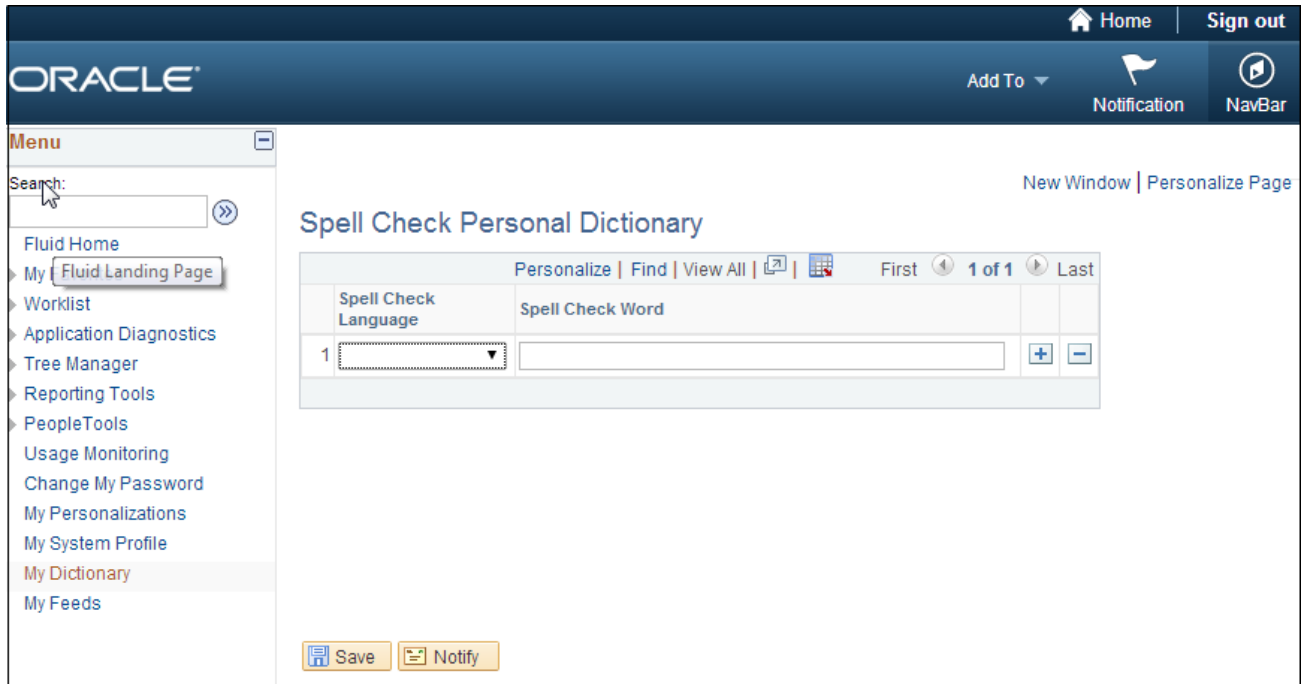 Home | Sign out
ORACLE
Add To
Notification
NavBar
Menu
Search:
New Window | Personalize Page
Spell Check Personal Dictionary
Fluid Home
My
Fluid Landing Page
Worklist
Application Diagnostics
Tree Manager
Reporting Tools
PeopleTools
Usage Monitoring
Change My Password
My Personalizations
My System Profile
My Dictionary
My Feeds
Personalize | Find | View All | | First 1 of 1 Last
Spell Check
Language
Spell Check Word
1
Save
Notify